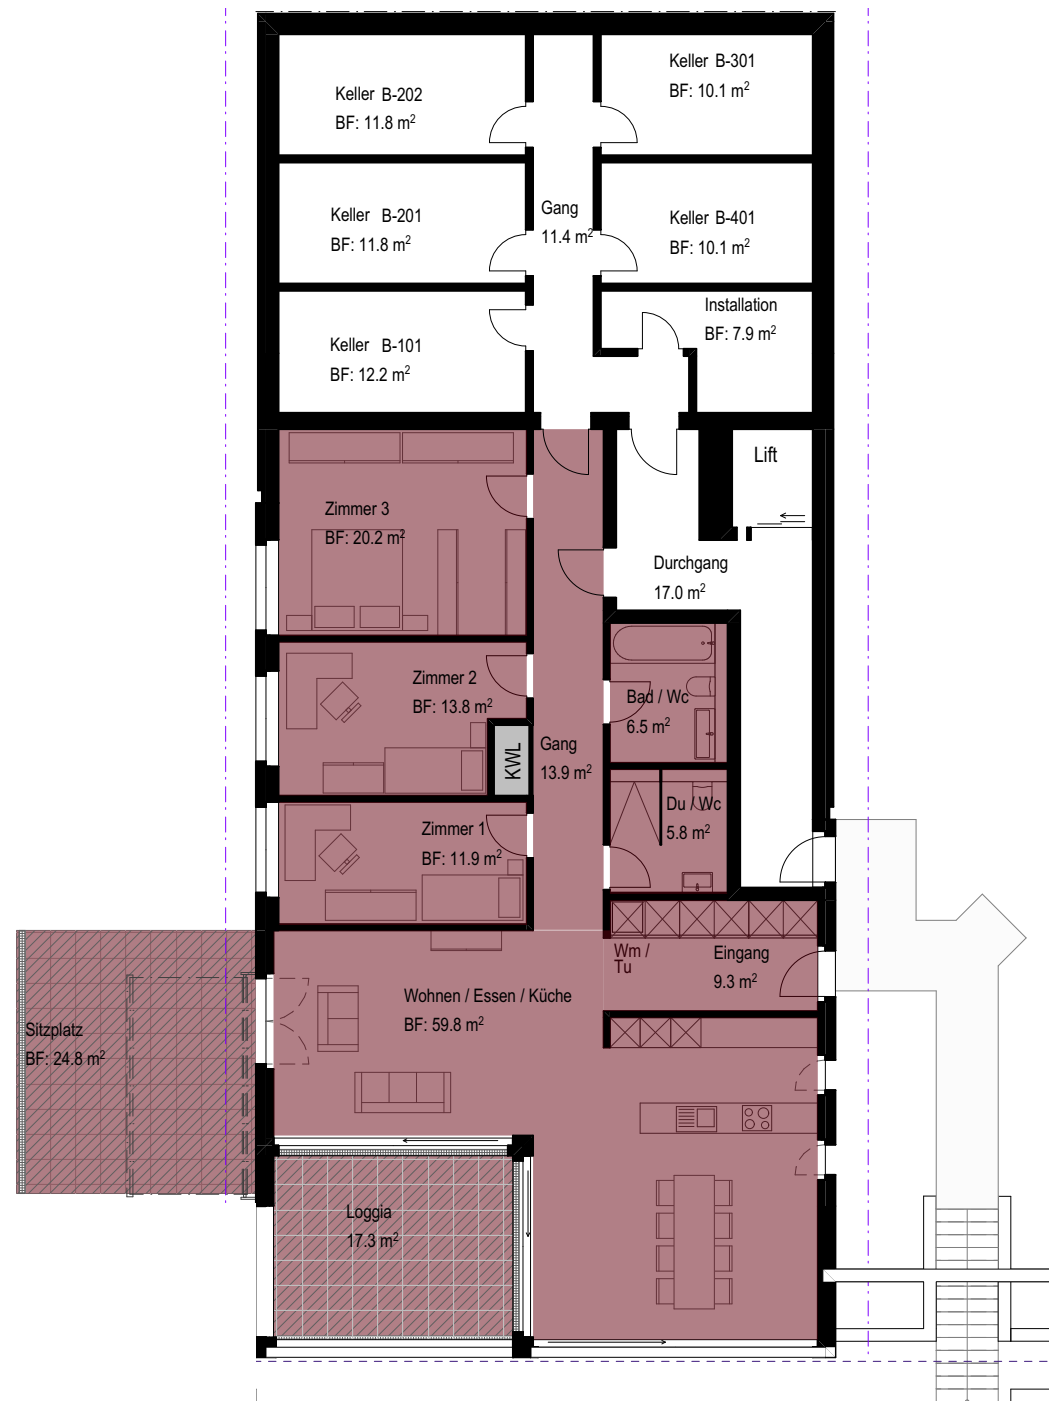 Keller B-202
BF: 11.8 m²
Keller B-301
BF: 10.1 m²
Keller B-201
BF: 11.8 m²
Gang
11.4 m²
Keller B-401
BF: 10.1 m²
Keller B-101
BF: 12.2 m²
Installation
BF: 7.9 m²
Lift
Zimmer 3
BF: 20.2 m²
Durchgang
17.0 m²
Zimmer 2
BF: 13.8 m²
Bad / Wc
6.5 m²
KWL
Gang
13.9 m²
Zimmer 1
BF: 11.9 m²
Du / Wc
5.8 m²
Wm /
Tu
Eingang
9.3 m²
Wohnen / Essen / Küche
BF: 59.8 m²
Sitzplatz
BF: 24.8 m²
Loggia
17.3 m²